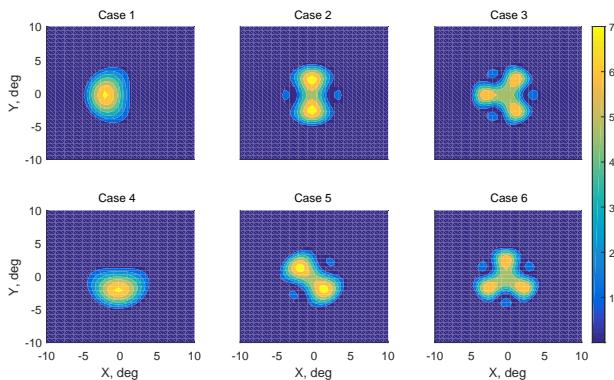 Case 1
Case 2
Case 3
10
5
0
-5
-10
Y, deg
Case 4
Case 5
Case 6
10
5
0
-5
-10
Y, deg
-10 -5 0 5 10
-10 -5 0 5 10
-10 -5 0 5 10
X, deg
X, deg
X, deg
7
6
5
4
3
2
1